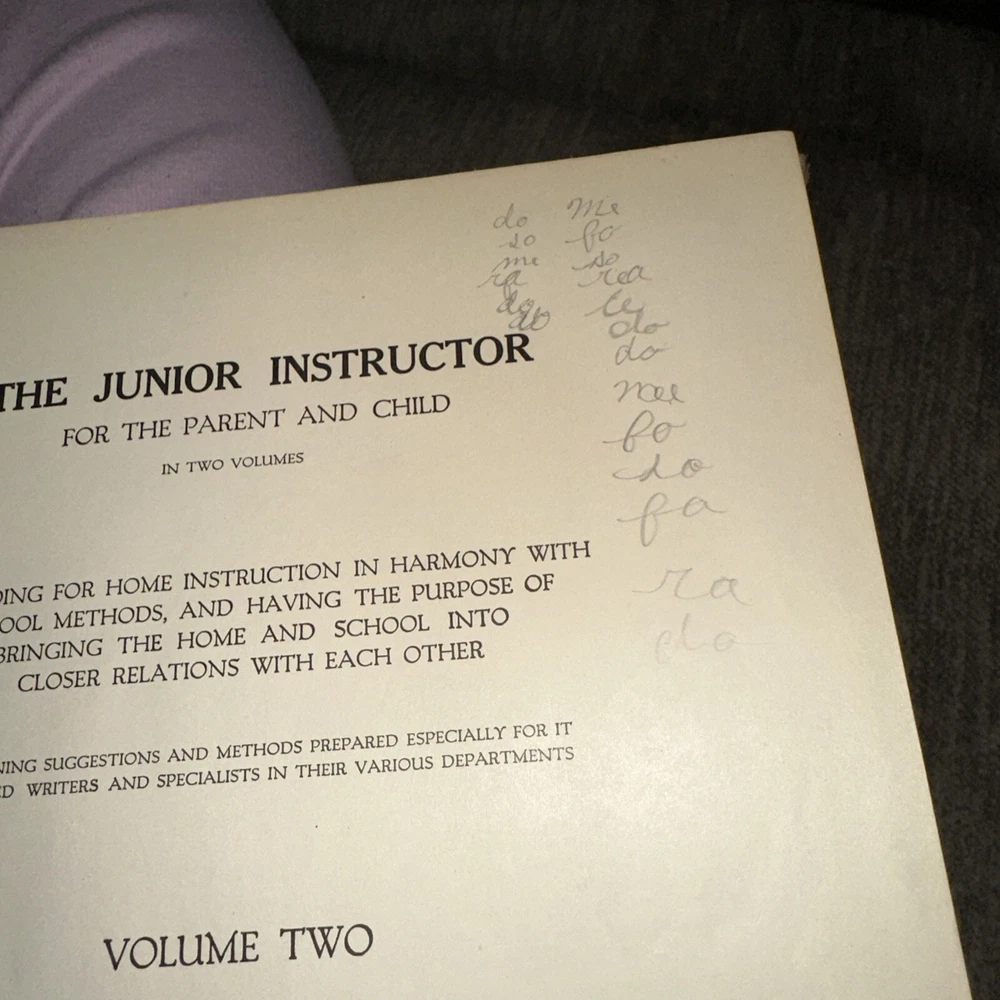 do
so
me
ra
do
do
Me
fo
so
rea
le
do
do
mee
fo
so
fa
ra
do
THE JUNIOR INSTRUCTOR
FOR THE PARENT AND CHILD
IN TWO VOLUMES
DING FOR HOME INSTRUCTION IN HARMONY WITH
OOL METHODS, AND HAVING THE PURPOSE OF
BRINGING THE HOME AND SCHOOL INTO
CLOSER RELATIONS WITH EACH OTHER
NING SUGGESTIONS AND METHODS PREPARED ESPECIALLY FOR IT
ED WRITERS AND SPECIALISTS IN THEIR VARIOUS DEPARTMENTS
VOLUME TWO